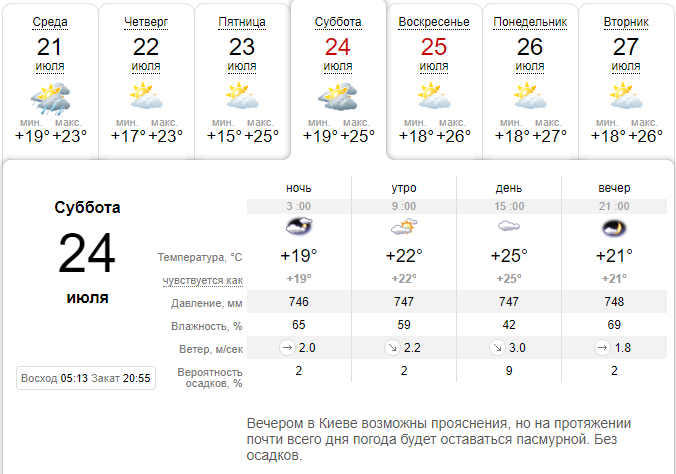 Среда Четверг Пятница Суббота Воскресенье Понедельник Вторник
21 22 23 24 25 26 27
июля июля июля июля июля июля июля
мин. макс. мин. макс. мин. макс. мин. макс. мин. макс. мин. макс. мин. макс.
+19° +23° +17° +23° +15° +25° +19° +25° +18° +26° +18° +27° +18° +26°
Суббота
24
июля
Восход 05:13 Закат 20:55
ночь утро день вечер
3 :00 9 :00 15 :00 21 :00
Температура, °C +19° +22° +25° +21°
чувствуется как +19° +22° +25° +21°
Давление, мм 746 747 747 748
Влажность, % 65 59 42 69
Ветер, м/сек → 2.0 ↘ 2.2 ↘ 3.0 → 1.8
Вероятность
осадков, % 2 2 9 2
Вечером в Киеве возможны прояснения, но на протяжении
почти всего дня погода будет оставаться пасмурной. Без
осадков.